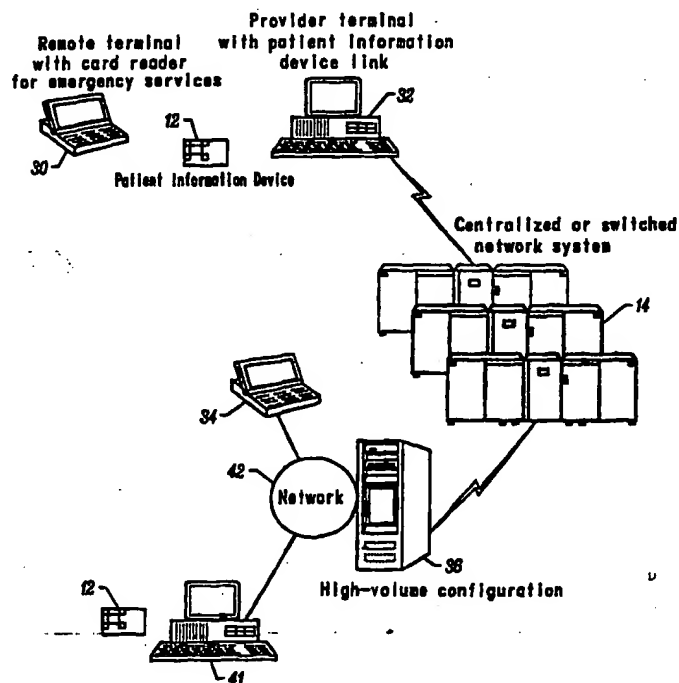 Provider terminal
with patient information
device link
Remote terminal
with card reader
for emergency services
32
12
30
Patient Information Device
Centralized or switched
network system
14
34
42
Network
36
High-volume configuration
12
41